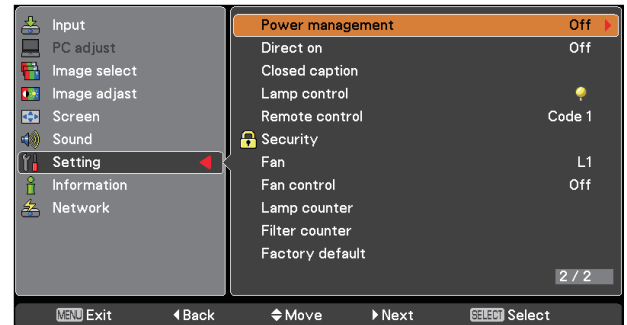 Input
PC adjust
Image select
Image adjast
Screen
Sound
Setting
Information
Network
Power management Off
Direct on Off
Closed caption
Lamp control
Remote control Code 1
Security
Fan L1
Fan control Off
Lamp counter
Filter counter
Factory default
2 / 2
MENU Exit Back Move Next SELECT Select